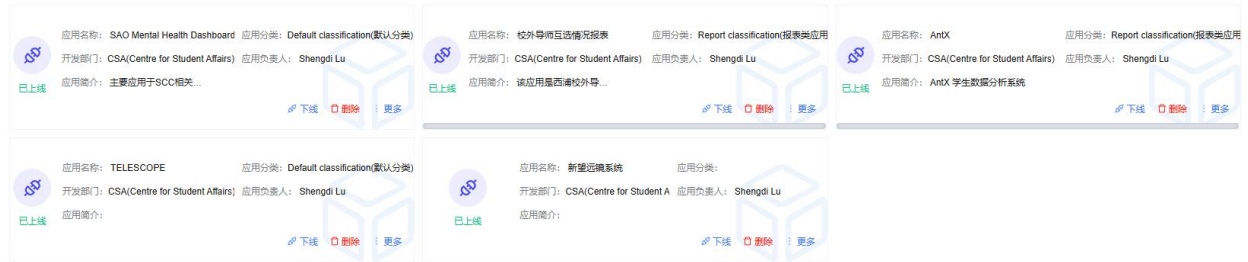 应用名称： SAO Mental Health Dashboard 应用分类： Default classification(默认分类)
开发部门： CSA(Centre for Student Affairs) 应用负责人： Shengdi Lu
已上线
应用简介： 主要应用于SCC相关...
下线 删除 更多
应用名称： 校外导师互选情况报表 应用分类： Report classification(报表类应用
开发部门： CSA(Centre for Student Affairs) 应用负责人： Shengdi Lu
已上线
应用简介： 该应用是西浦校外导...
下线 删除 更多
应用名称： AntX 应用分类： Report classification(报表类应用
开发部门： CSA(Centre for Student Affairs) 应用负责人： Shengdi Lu
已上线
应用简介： AntX 学生数据分析系统
下线 删除 更多
应用名称： TELESCOPE 应用分类： Default classification(默认分类)
开发部门： CSA(Centre for Student Affairs) 应用负责人： Shengdi Lu
已上线
应用简介：
下线 删除 更多
应用名称： 新望远镜系统 应用分类：
开发部门： CSA(Centre for Student A 应用负责人： Shengdi Lu
已上线
应用简介：
下线 删除 更多